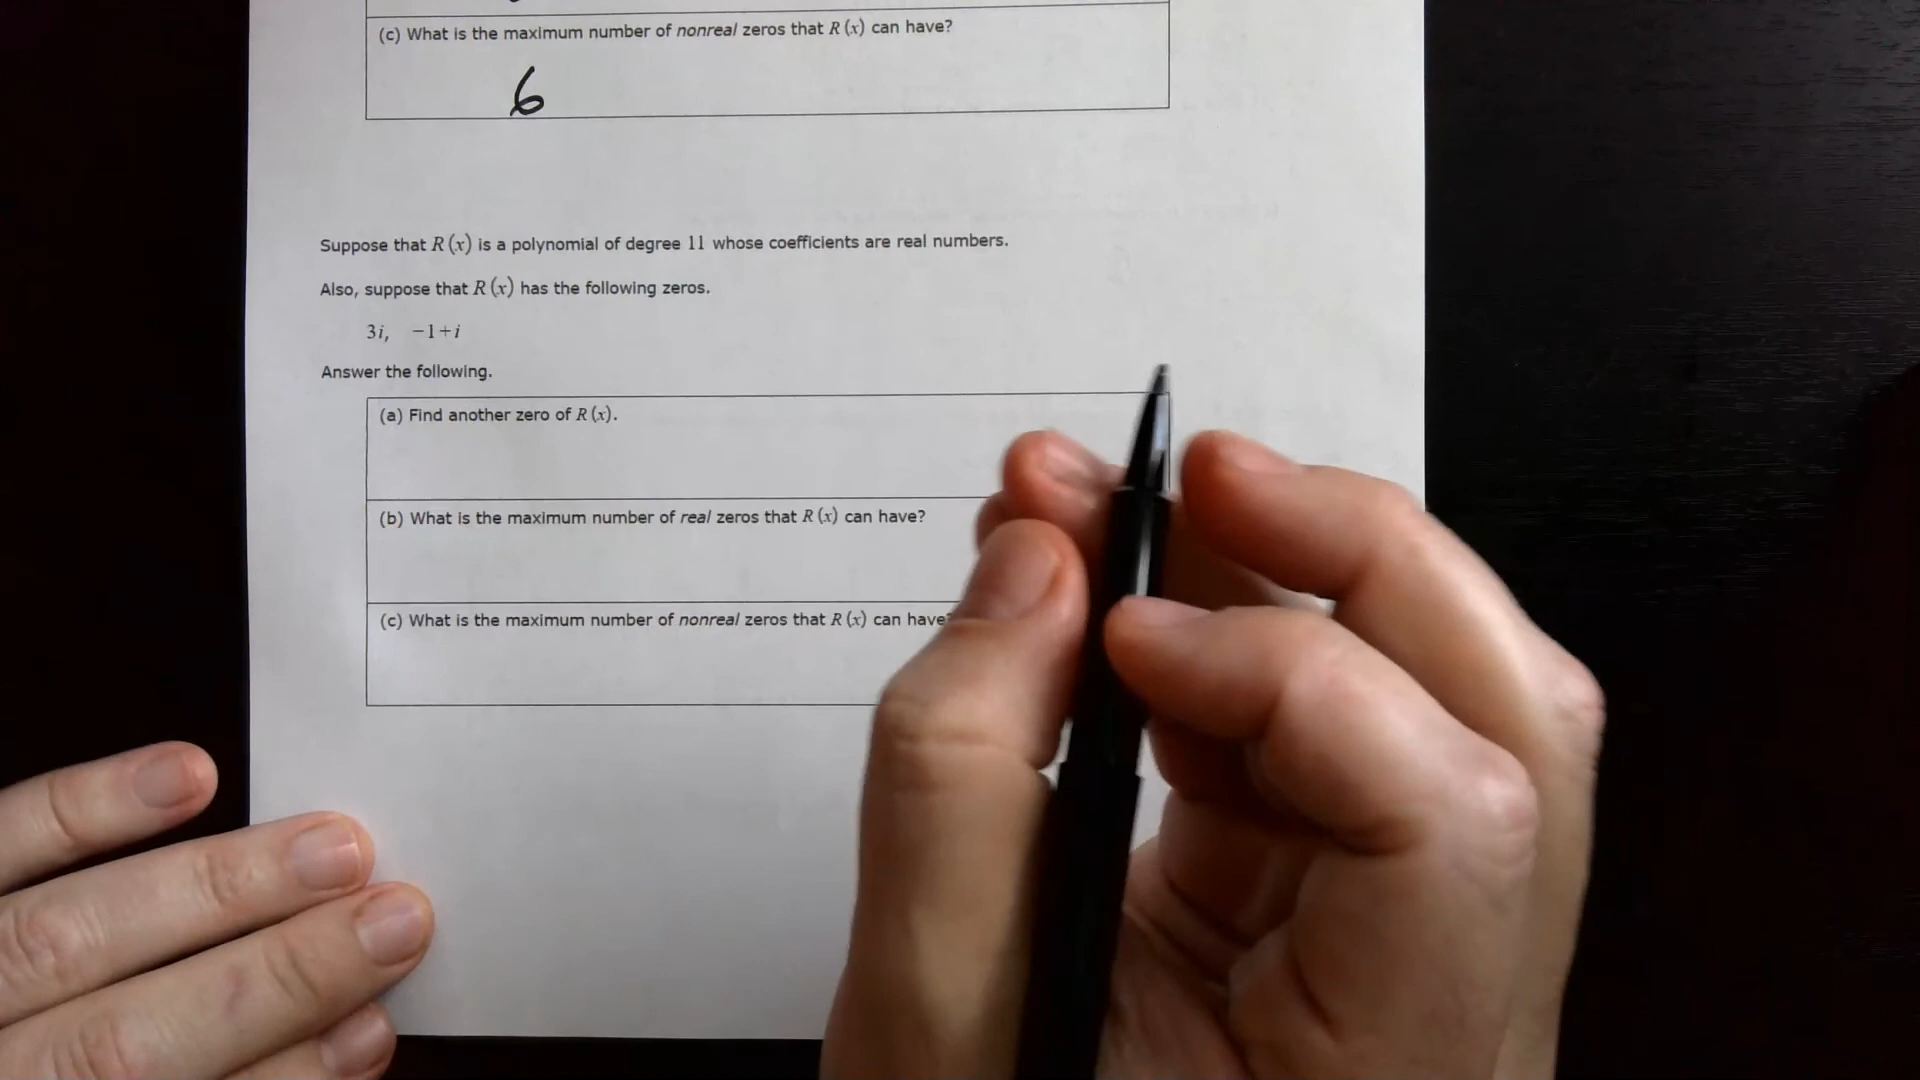 (c) What is the maximum number of nonreal zeros that R(x) can have?
6
Suppose that R(x) is a polynomial of degree 11 whose coefficients are real numbers.
Also, suppose that R(x) has the following zeros.
3i, −1+i
Answer the following.
(a) Find another zero of R(x).
(b) What is the maximum number of real zeros that R(x) can have?
(c) What is the maximum number of nonreal zeros that R(x) can have?